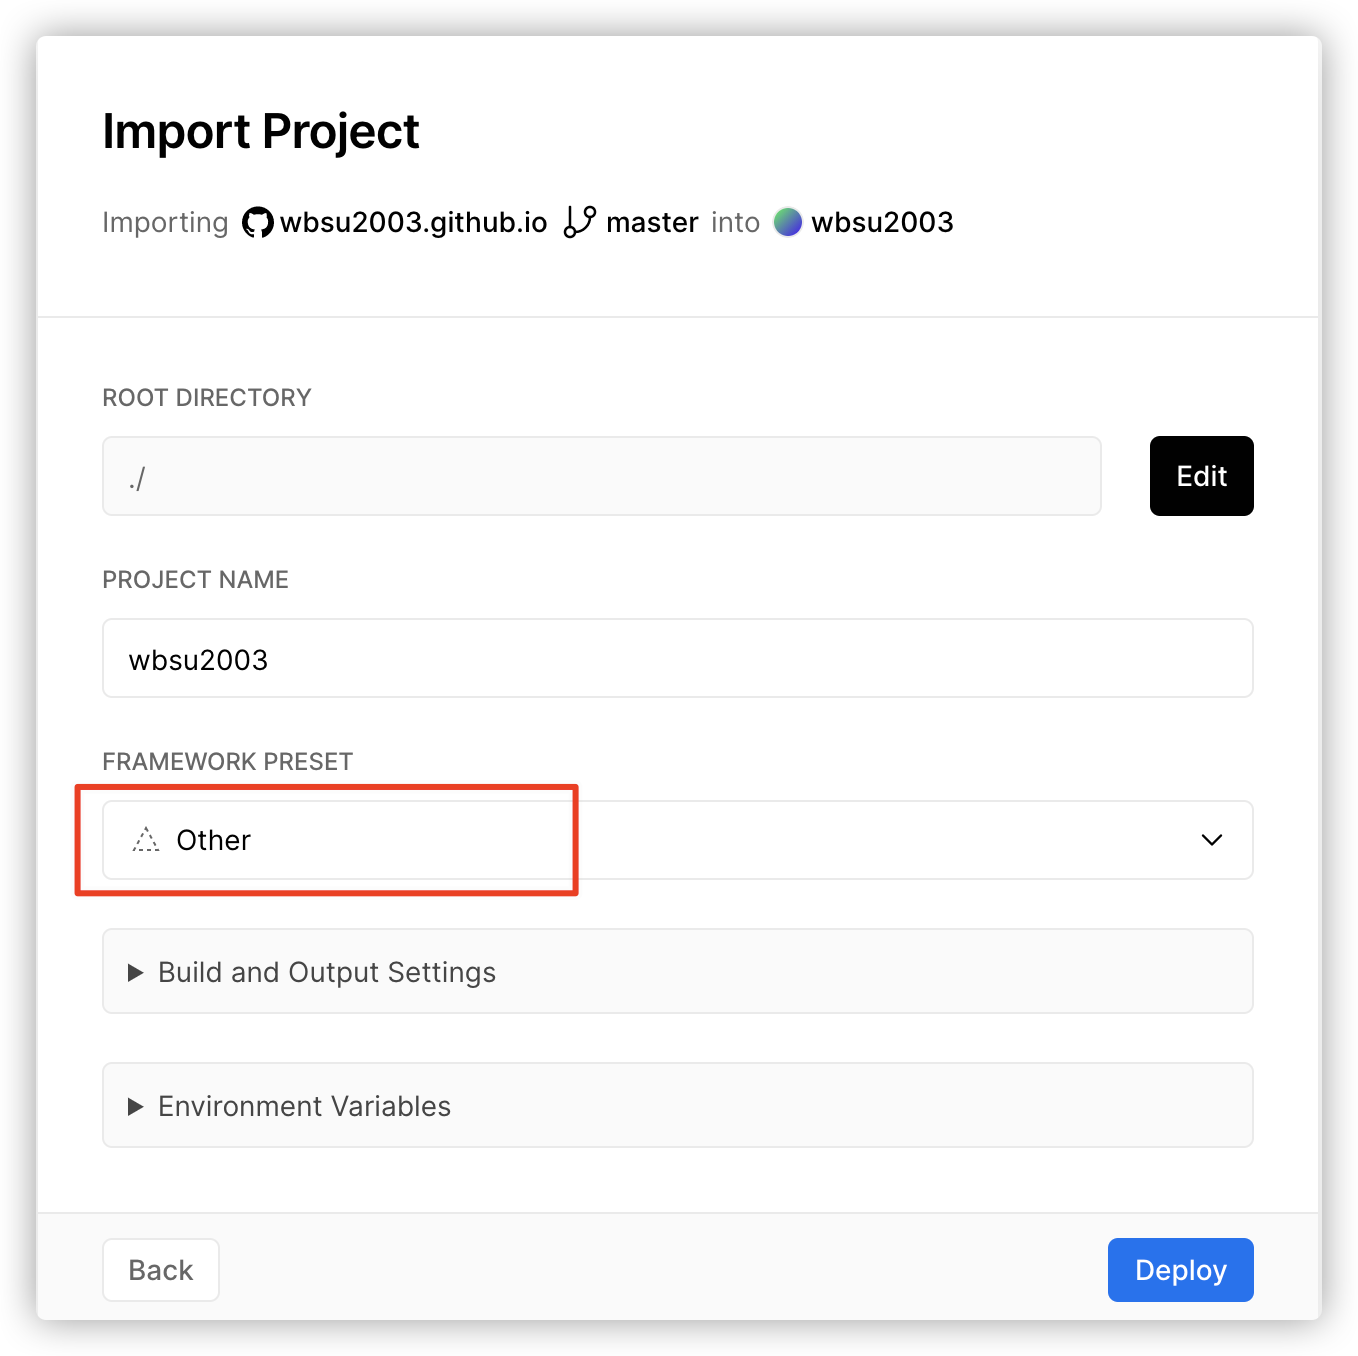 Import Project
Importing wbsu2003.github.io master into wbsu2003
ROOT DIRECTORY
./
Edit
PROJECT NAME
wbsu2003
FRAMEWORK PRESET
Other
Build and Output Settings
Environment Variables
Back
Deploy